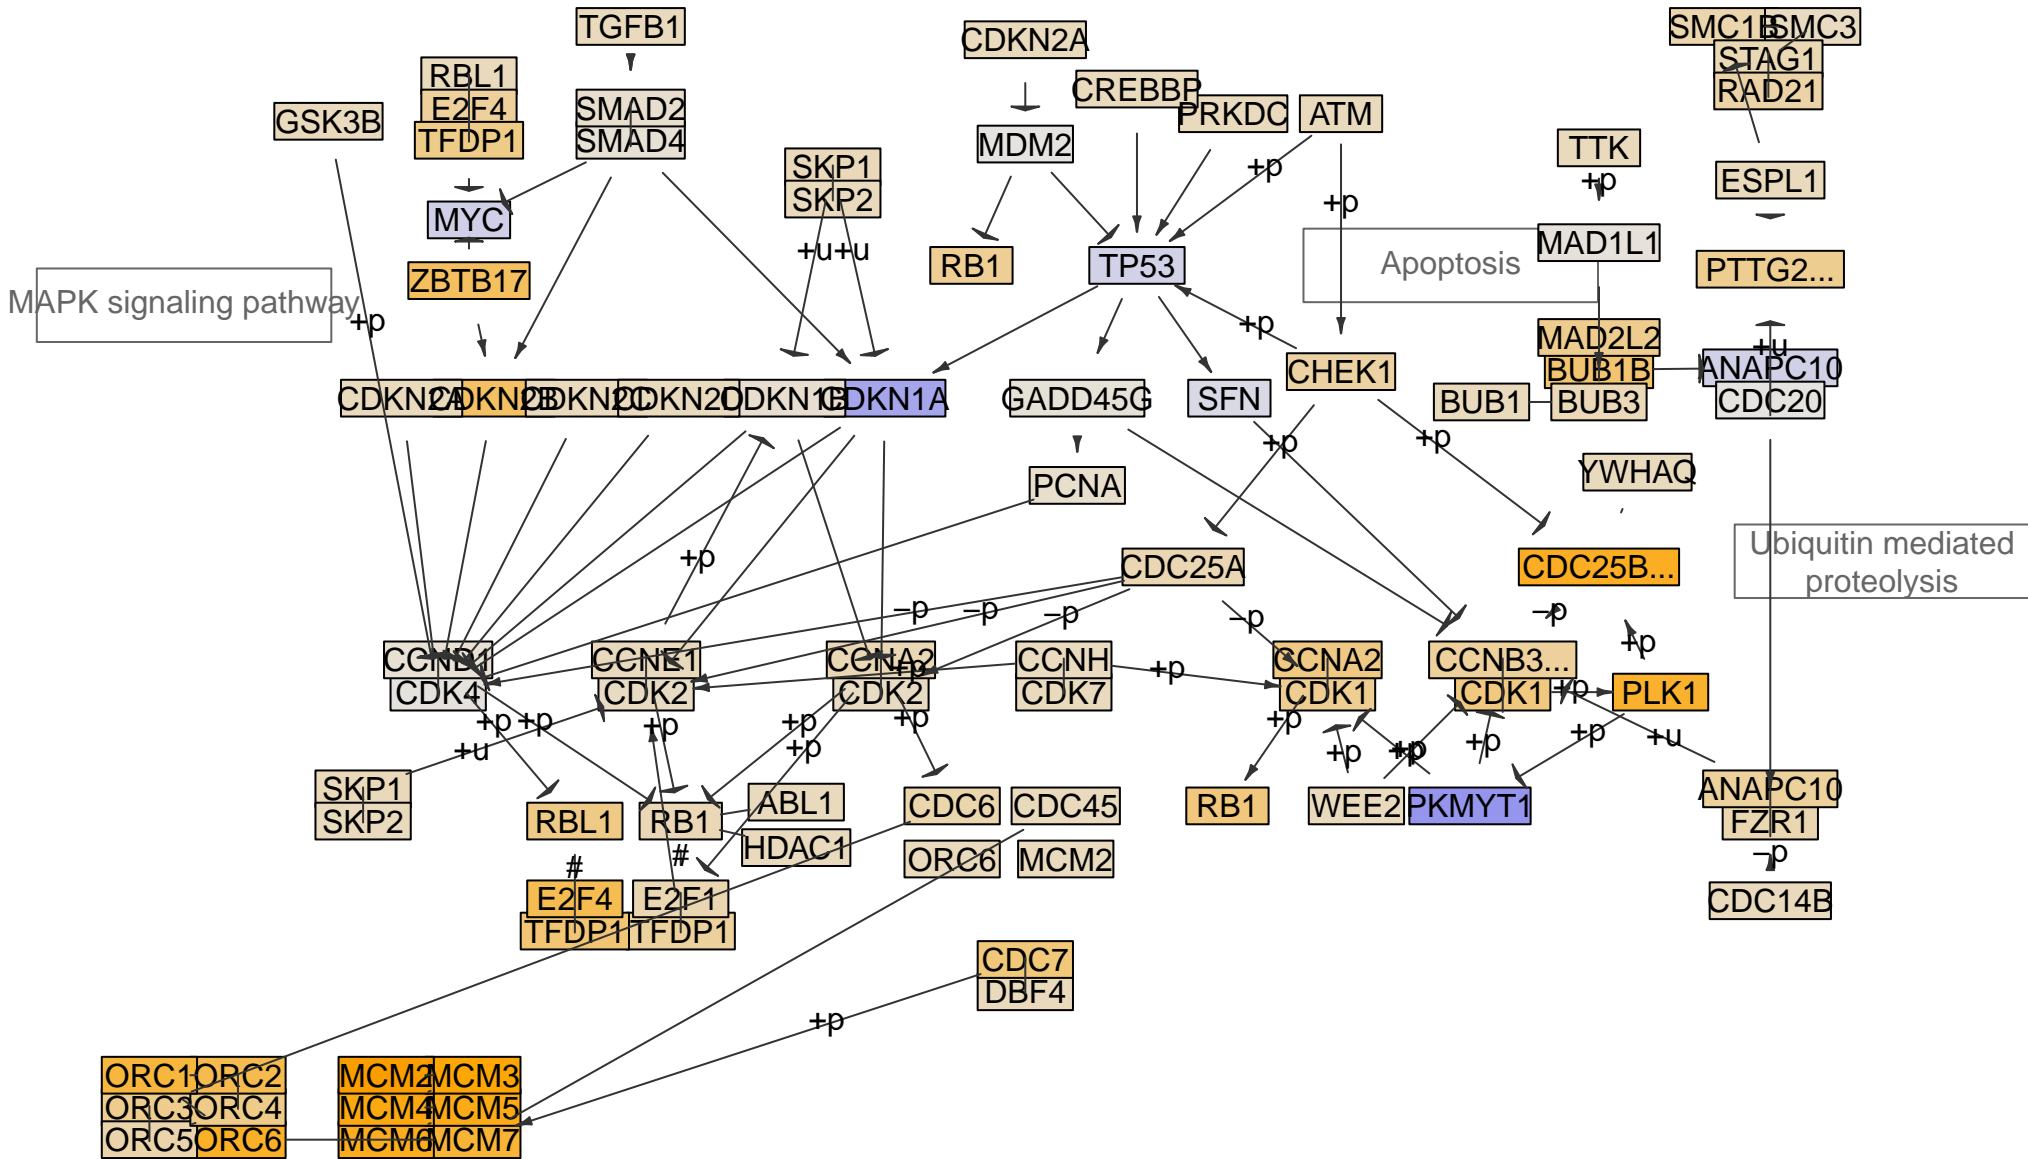 TGFB1
CDKN2A
SMC1B
SMC3
STAG1
RAD21
RBL1
E2F4
TFDP1
GSK3B
SMAD2
SMAD4
CREBBP
PRKDC
ATM
MDM2
TTK
SKP1
SKP2
+p
+p
+p
ESPL1
MYC
+u
+u
RB1
TP53
Apoptosis
MAD1L1
PTTG2...
ZBTB17
MAPK signaling pathway
+p
+p
MAD2L2
+u
BUB1B
ANAPC10
CHEK1
CDKN2A
CDKN2B
CDKN2C
CDKN2D
CDKN1B
CDKN1A
GADD45G
SFN
BUB1
BUB3
CDC20
+p
+p
PCNA
YWHAQ
+p
CDC25A
CDC25B...
Ubiquitin mediated
proteolysis
–p
–p
–p
–p
–p
+p
CCND1
CDK4
CCNE1
CDK2
CCNA2
CDK2
+p
CCNH
CDK7
+p
CCNA2
CDK1
CCNB3...
CDK1
+p
PLK1
+p
+p
+u
+p
+p
+p
+p
+p
+p
+p
+p
+p
+p
+u
SKP1
SKP2
RBL1
RB1
ABL1
HDAC1
CDC6
CDC45
RB1
WEE2
PKMYT1
ANAPC10
FZR1
–p
#
#
ORC6
MCM2
E2F4
TFDP1
E2F1
TFDP1
CDC14B
CDC7
DBF4
+p
ORC1
ORC2
MCM2
MCM3
ORC3
ORC4
MCM4
MCM5
ORC5
ORC6
MCM6
MCM7